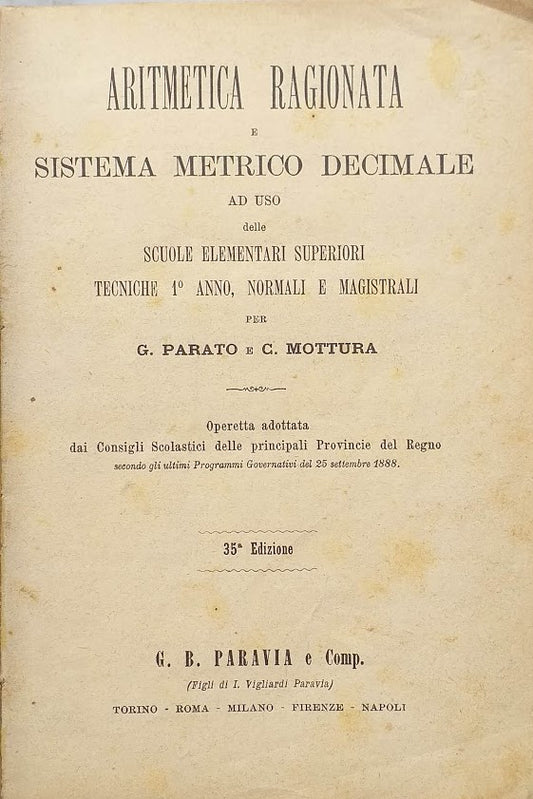 ARITMETICA RAGIONATA
E
SISTEMA METRICO DECIMALE
AD USO
delle
SCUOLE ELEMENTARI SUPERIORI
TECNICHE 1º ANNO, NORMALI E MAGISTRALI
PER
G. PARATO E C. MOTTURA
Operetta adottata
dai Consigli Scolastici delle principali Provincie del Regno
secondo gli ultimi Programmi Governativi del 25 settembre 1888.
35ª Edizione
G. B. PARAVIA e Comp.
(Figli di I. Vigliardi Paravia)
TORINO - ROMA - MILANO - FIRENZE - NAPOLI